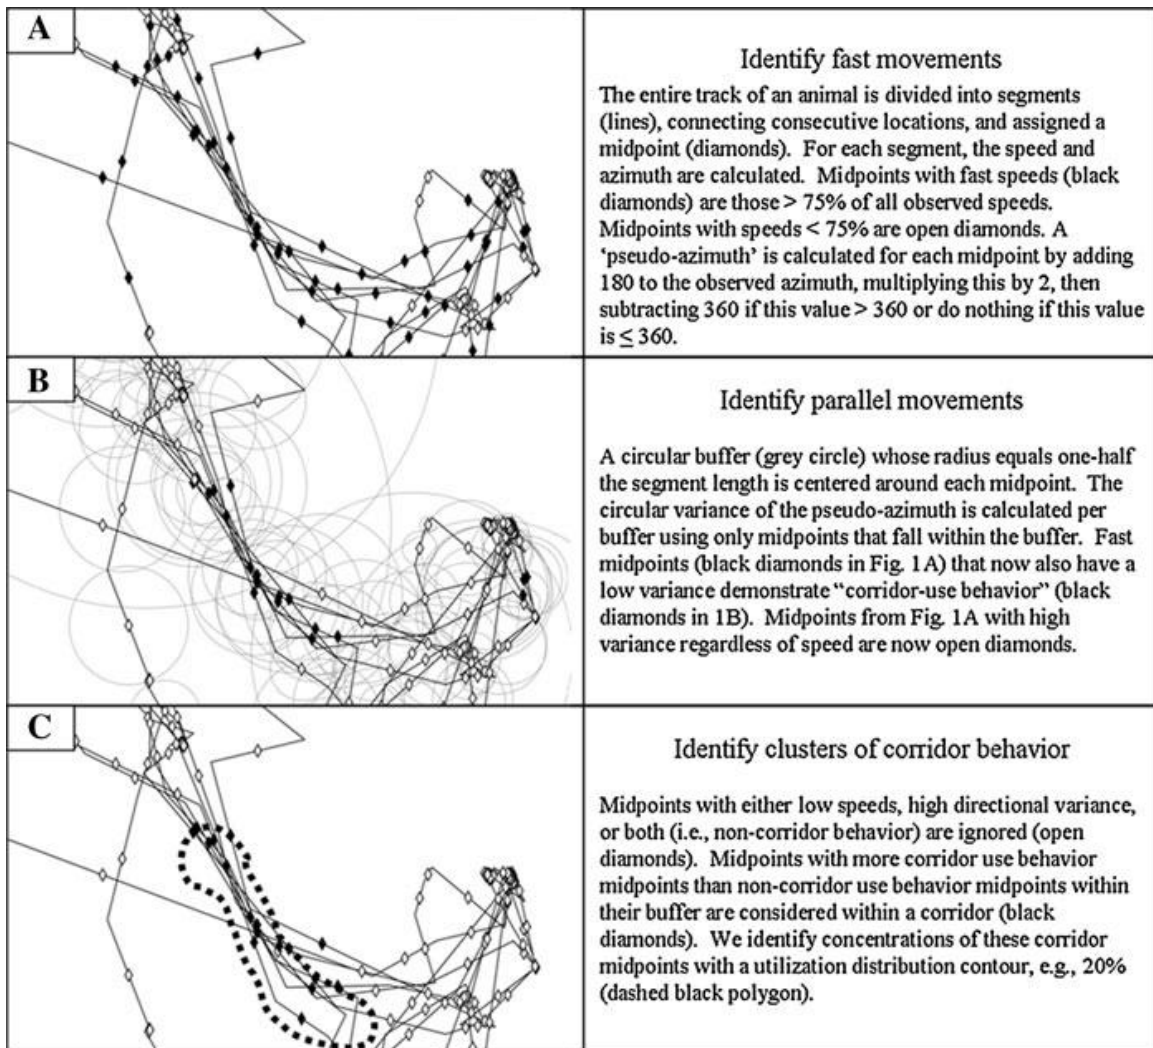 A
Identify fast movements
The entire track of an animal is divided into segments
(lines), connecting consecutive locations, and assigned a
midpoint (diamonds). For each segment, the speed and
azimuth are calculated. Midpoints with fast speeds (black
diamonds) are those > 75% of all observed speeds.
Midpoints with speeds < 75% are open diamonds. A
‘pseudo-azimuth’ is calculated for each midpoint by adding
180 to the observed azimuth, multiplying this by 2, then
subtracting 360 if this value > 360 or do nothing if this value
is ≤ 360.
B
Identify parallel movements
A circular buffer (grey circle) whose radius equals one-half
the segment length is centered around each midpoint. The
circular variance of the pseudo-azimuth is calculated per
buffer using only midpoints that fall within the buffer. Fast
midpoints (black diamonds in Fig. 1A) that now also have a
low variance demonstrate “corridor-use behavior” (black
diamonds in 1B). Midpoints from Fig. 1A with high
variance regardless of speed are now open diamonds.
C
Identify clusters of corridor behavior
Midpoints with either low speeds, high directional variance,
or both (i.e., non-corridor behavior) are ignored (open
diamonds). Midpoints with more corridor use behavior
midpoints than non-corridor use behavior midpoints within
their buffer are considered within a corridor (black
diamonds). We identify concentrations of these corridor
midpoints with a utilization distribution contour, e.g., 20%
(dashed black polygon).